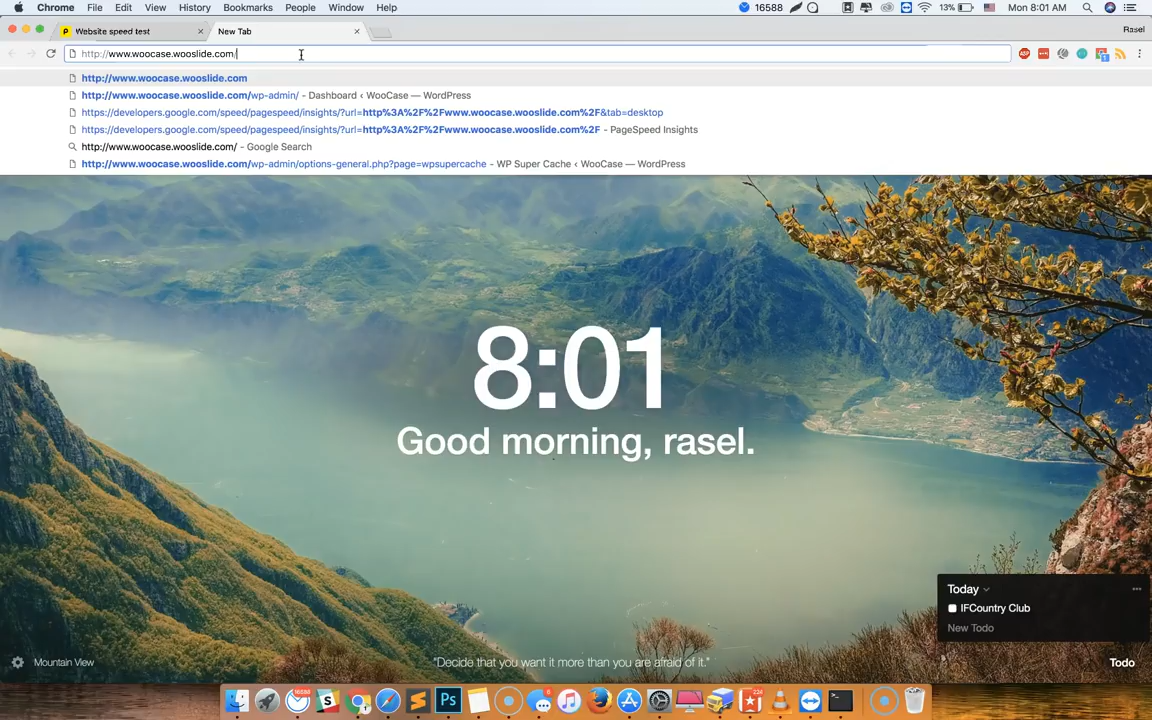 Chrome File Edit View History Bookmarks People Window Help 16588 13% Mon 8:01 AM
Website speed test New Tab Rasel
http://www.woocase.wooslide.com/
http://www.woocase.wooslide.com
http://www.woocase.wooslide.com/wp-admin/ - Dashboard ‹ WooCase — WordPress
https://developers.google.com/speed/pagespeed/insights/?url=http%3A%2F%2Fwww.woocase.wooslide.com%2F&tab=desktop
https://developers.google.com/speed/pagespeed/insights/?url=http%3A%2F%2Fwww.woocase.wooslide.com%2F - PageSpeed Insights
http://www.woocase.wooslide.com/ - Google Search
http://www.woocase.wooslide.com/wp-admin/options-general.php?page=wpsupercache - WP Super Cache ‹ WooCase — WordPress
8:01
Good morning, rasel.
Today
IFCountry Club
New Todo
Mountain View
"Decide that you want it more than you are afraid of it."
Todo